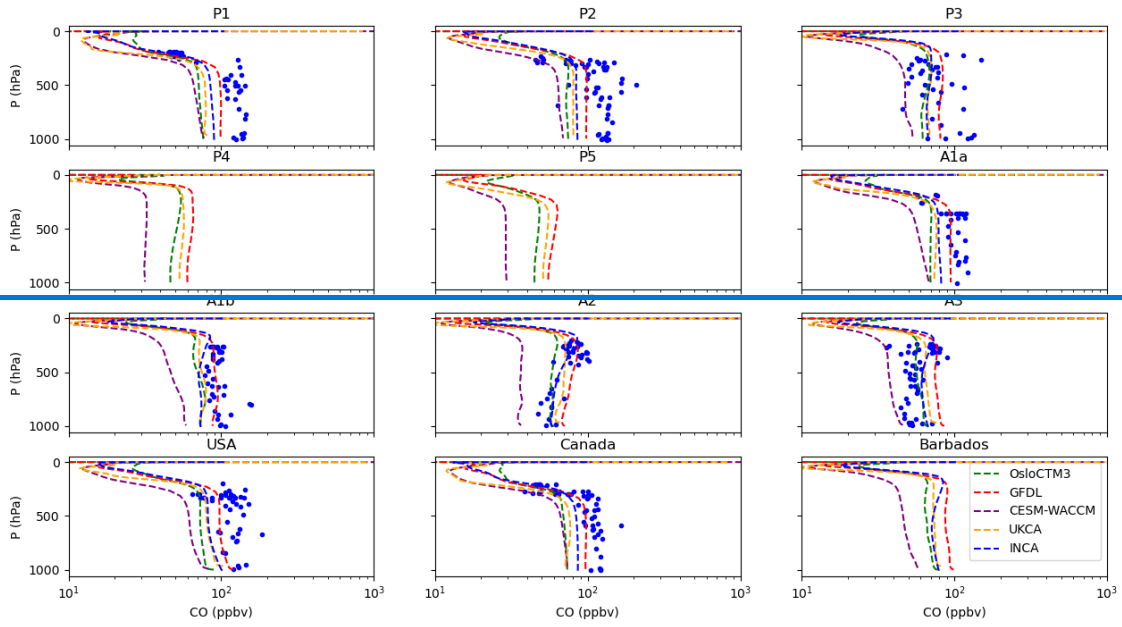 P1
P2
P3
P (hPa)
0
500
1000
P4
P5
A1a
P (hPa)
0
500
1000
A1b
A2
A3
P (hPa)
0
500
1000
USA
Canada
Barbados
P (hPa)
0
500
1000
OsloCTM3
GFDL
CESM-WACCM
UKCA
INCA
10¹ 10² 10³
10¹ 10² 10³
10¹ 10² 10³
CO (ppbv)
CO (ppbv)
CO (ppbv)